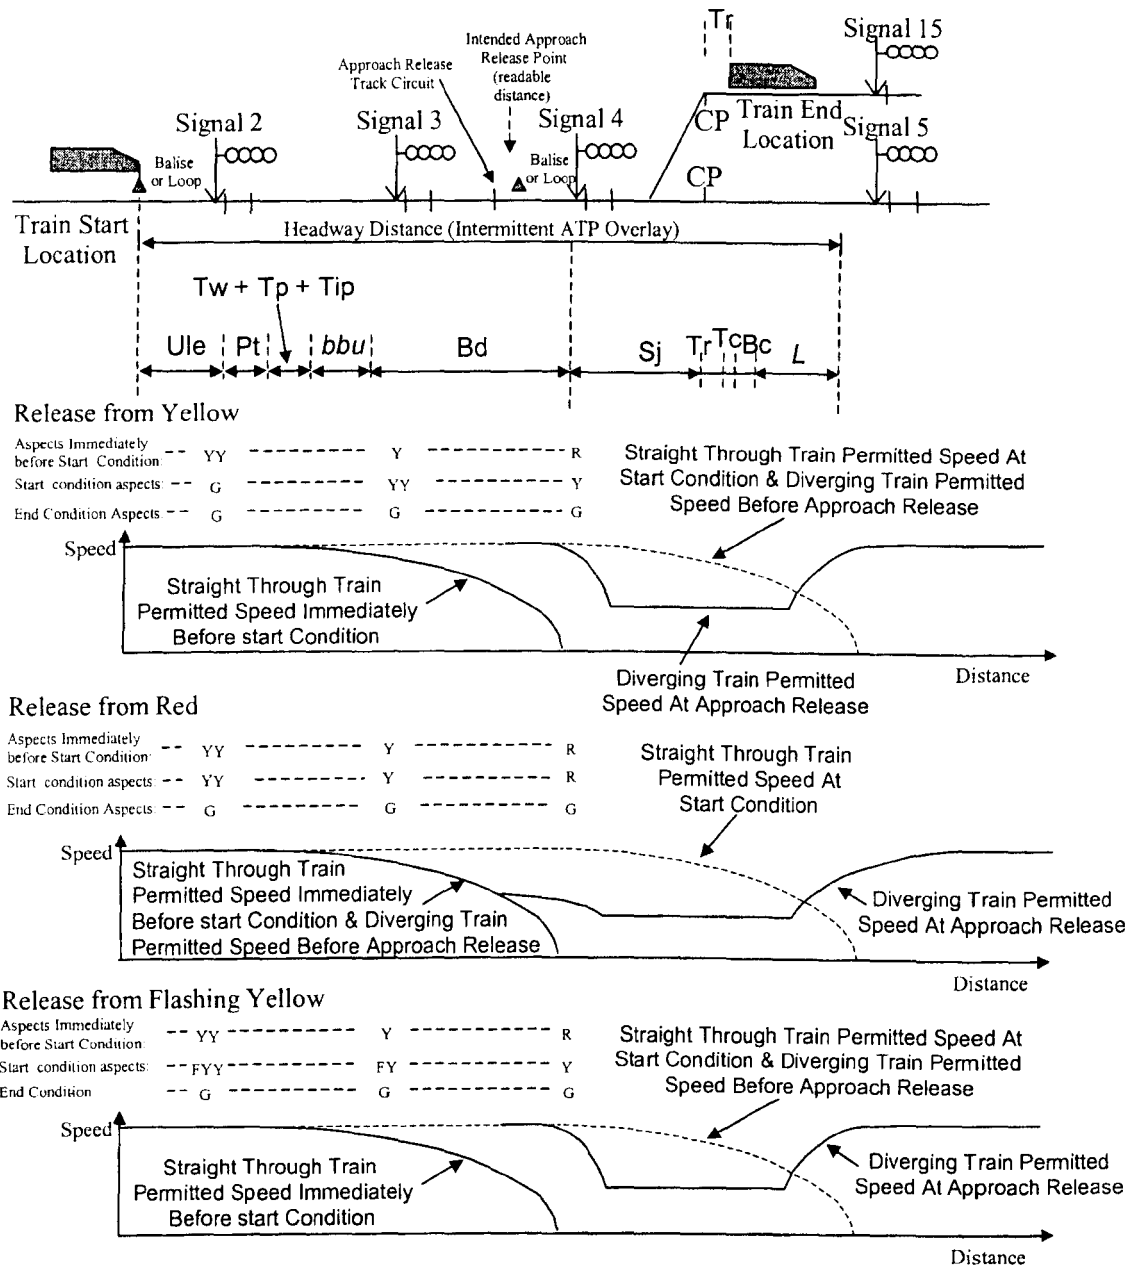 Tr
Signal 15
Intended Approach
Release Point
(readable
distance)
Approach Release
Track Circuit
Signal 2
Signal 3
Signal 4
CP
Train End
Location
Signal 5
Balise
or Loop
Balise
or Loop
CP
Train Start
Location
Headway Distance (Intermittent ATP Overlay)
Tw + Tp + Tip
Ule
Pt
bbu
Bd
Sj
Tr
Tc
Bc
L
Release from Yellow
Aspects Immediately
before Start Condition:
-- YY ---------- Y --------- R
Start condition aspects: -- G ---------- YY --------- Y
End Condition Aspects: -- G ---------- G --------- G
Straight Through Train Permitted Speed At
Start Condition & Diverging Train Permitted
Speed Before Approach Release
Speed
Straight Through Train
Permitted Speed Immediately
Before start Condition
Diverging Train Permitted
Speed At Approach Release
Distance
Release from Red
Aspects Immediately
before Start Condition:
-- YY ---------- Y ---------- R
Start condition aspects: -- YY --------- Y --------- R
End Condition Aspects: -- G ---------- G --------- G
Straight Through Train
Permitted Speed At
Start Condition
Speed
Straight Through Train
Permitted Speed Immediately
Before start Condition & Diverging Train
Permitted Speed Before Approach Release
Diverging Train Permitted
Speed At Approach Release
Distance
Release from Flashing Yellow
Aspects Immediately
before Start Condition:
-- YY ---------- Y ---------- R
Start condition aspects: -- FYY --------- FY --------- Y
End Condition -- G ---------- G --------- G
Straight Through Train Permitted Speed At
Start Condition & Diverging Train Permitted
Speed Before Approach Release
Speed
Straight Through Train
Permitted Speed Immediately
Before start Condition
Diverging Train Permitted
Speed At Approach Release
Distance